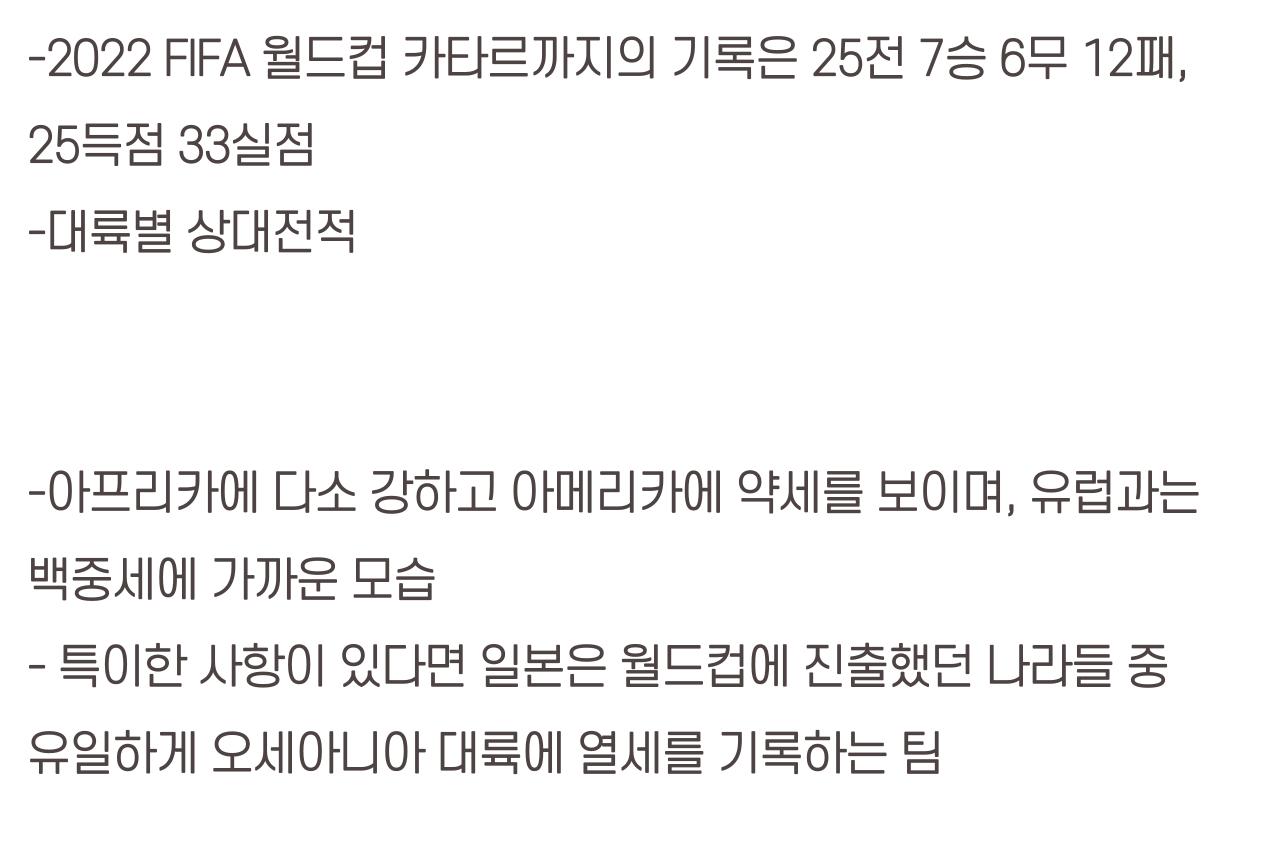 -2022 FIFA 월드컵 카타르까지의 기록은 25전 7승 6무 12패,
25득점 33실점
-대륙별 상대전적
-아프리카에 다소 강하고 아메리카에 약세를 보이며, 유럽과는
백중세에 가까운 모습
- 특이한 사항이 있다면 일본은 월드컵에 진출했던 나라들 중
유일하게 오세아니아 대륙에 열세를 기록하는 팀